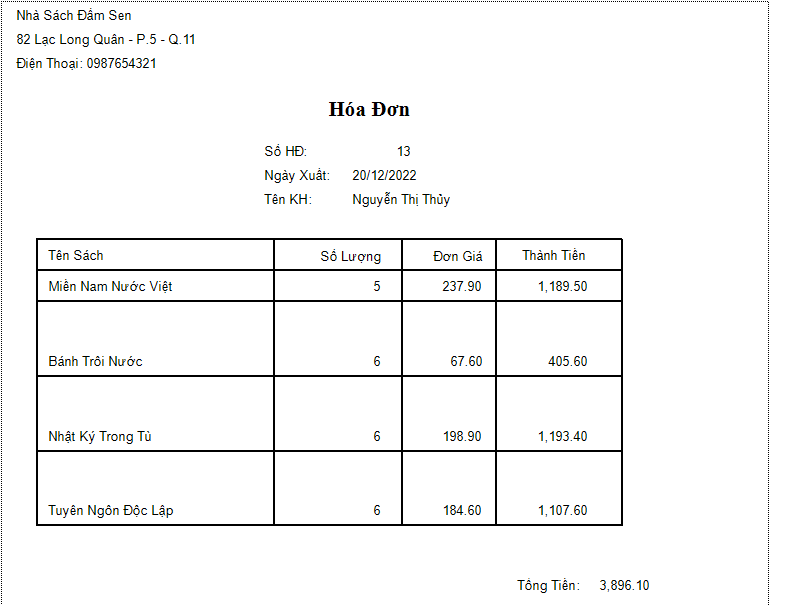 Nhà Sách Đầm Sen
82 Lạc Long Quân - P.5 - Q.11
Điện Thoại: 0987654321
Hóa Đơn
Số HĐ: 13
Ngày Xuất: 20/12/2022
Tên KH: Nguyễn Thị Thủy
Tên Sách Số Lượng Đơn Giá Thành Tiền
Miền Nam Nước Việt 5 237.90 1,189.50
Bánh Trôi Nước 6 67.60 405.60
Nhật Ký Trong Tù 6 198.90 1,193.40
Tuyên Ngôn Độc Lập 6 184.60 1,107.60
Tổng Tiền: 3,896.10